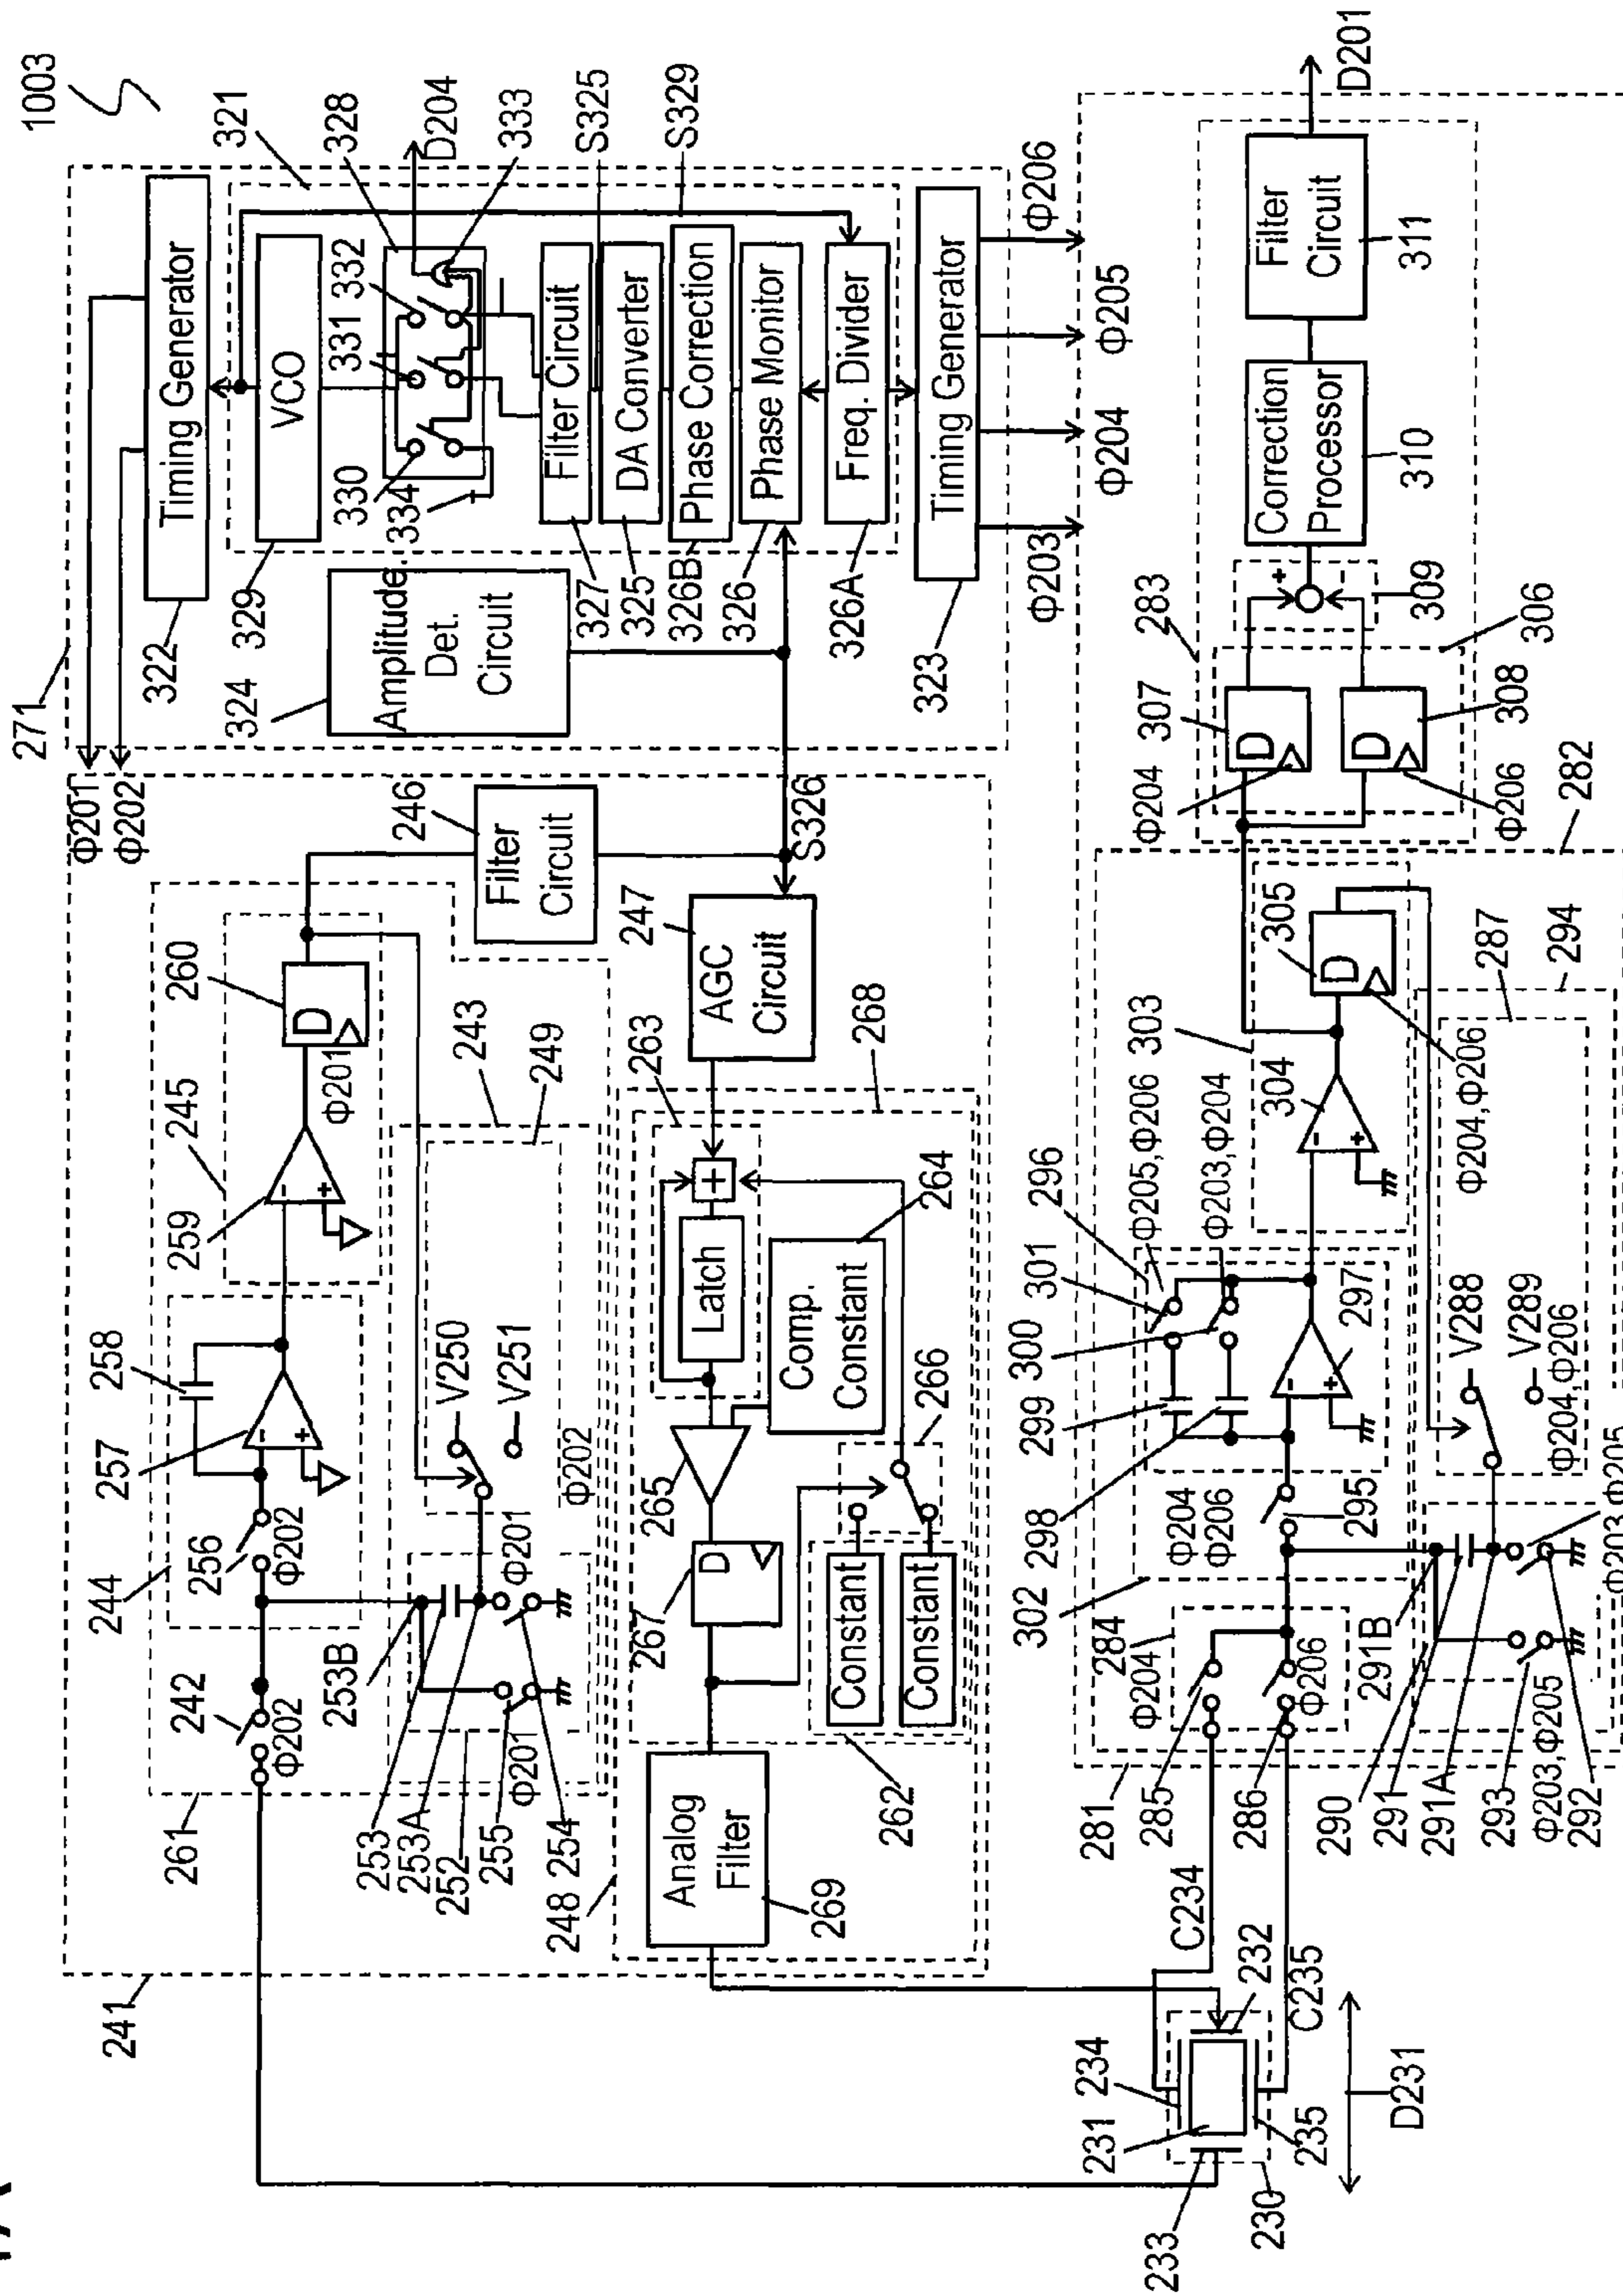 1003
271
Φ201
Φ202
Timing Generator
322
321
VCO
329
328
D204
330
331
332
333
334
Filter Circuit
327
S325
DA Converter
325
Phase Correction
326B
Phase Monitor
326
Freq. Divider
326A
S329
Timing Generator
323
Φ203
Φ204
Φ205
Φ206
324
Amplitude
Det.
Circuit
S326
241
261
242
Φ202
244
256
Φ202
257
-
+
258
245
259
-
+
260
D
Φ201
246
Filter
Circuit
243
249
V250
V251
Φ202
253B
253
253A
252
255
254
Φ201
Φ201
248
247
AGC
Circuit
263
+
Latch
268
264
Comp.
Constant
265
266
267
D
Constant
Constant
262
Analog
Filter
269
230
231
232
233
234
235
C234
C235
D231
281
284
285
Φ204
286
Φ206
302
Φ204
Φ206
295
296
297
-
+
298
299
300
301
Φ205,Φ206
Φ203,Φ204
303
304
-
+
305
D
Φ204,Φ206
282
287
294
V288
V289
Φ204,Φ206
290
291
291A
291B
293
Φ203,Φ205
292
Φ203,Φ205
283
306
307
D
Φ204
308
D
Φ206
309
+
-
Correction
Processor
310
Filter
Circuit
311
D201